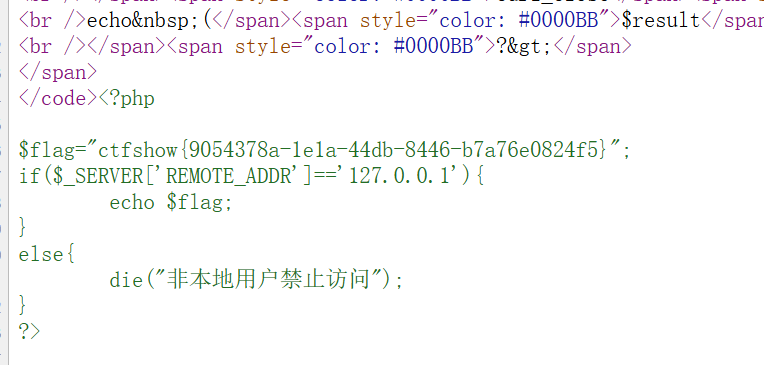 <br />echo&nbsp;(</span><span style="color: #0000BB">$result</span
<br /></span><span style="color: #0000BB">?&gt;</span>
</span>
</code><?php
$flag="ctfshow{9054378a-1e1a-44db-8446-b7a76e0824f5}";
if($_SERVER['REMOTE_ADDR']=='127.0.0.1'){
echo $flag;
}
else{
die("非本地用户禁止访问");
}
?>